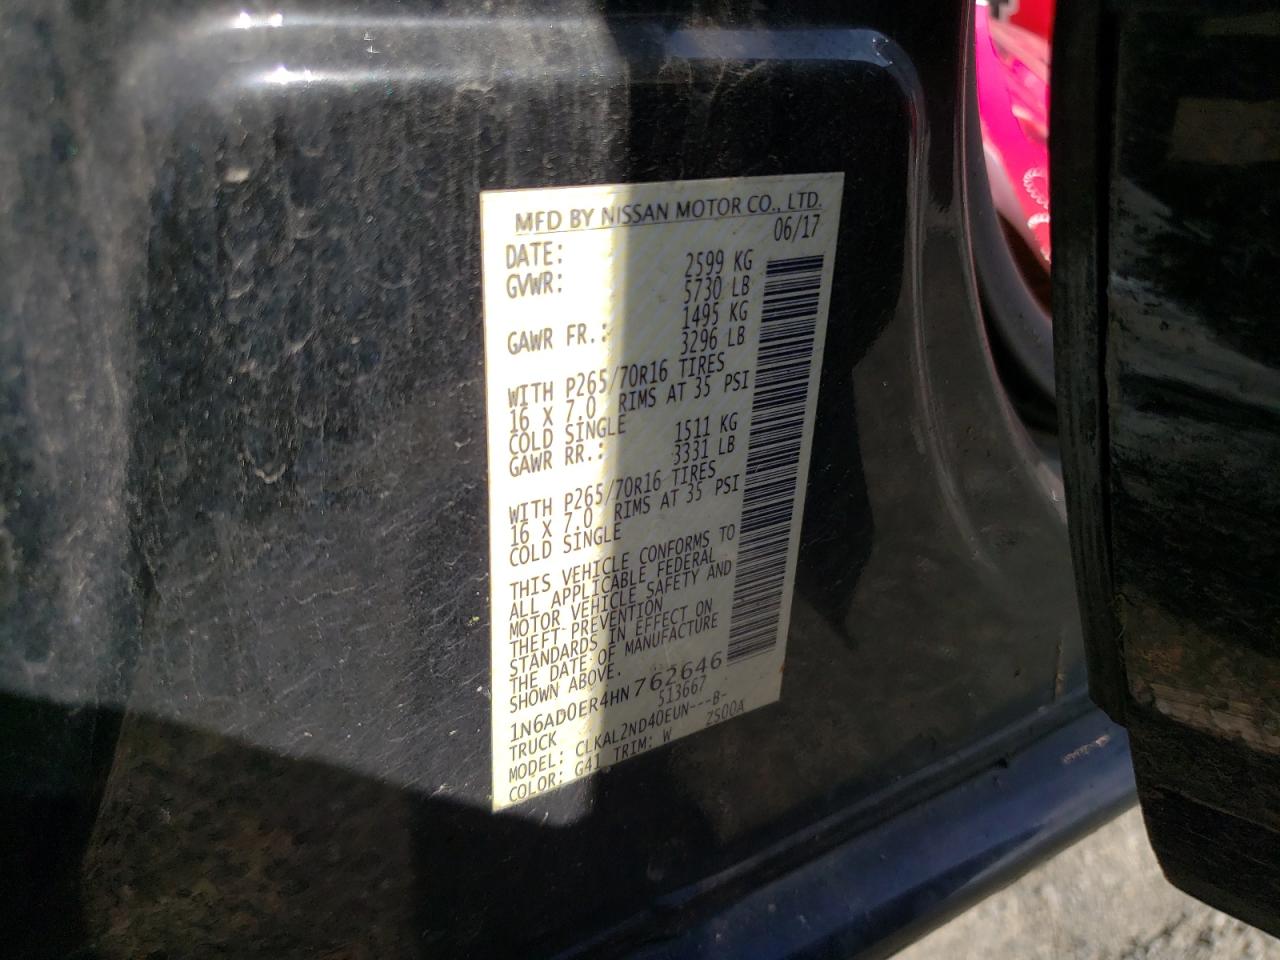 MFD BY NISSAN MOTOR CO., LTD.
DATE: 06/17
GVWR: 2599 KG
5730 LB
GAWR FR.: 1495 KG
3296 LB
WITH P265/70R16 TIRES
16 X 7.0 RIMS AT 35 PSI
COLD SINGLE
GAWR RR.: 1511 KG
3331 LB
WITH P265/70R16 TIRES
16 X 7.0 RIMS AT 35 PSI
COLD SINGLE
THIS VEHICLE CONFORMS TO
ALL APPLICABLE FEDERAL
MOTOR VEHICLE SAFETY AND
THEFT PREVENTION
STANDARDS IN EFFECT ON
THE DATE OF MANUFACTURE
SHOWN ABOVE.
1N6AD0ER4HN762646
TRUCK 513667
MODEL: CLKAL2ND40EUN---B-
COLOR: G41 TRIM: W Z500A